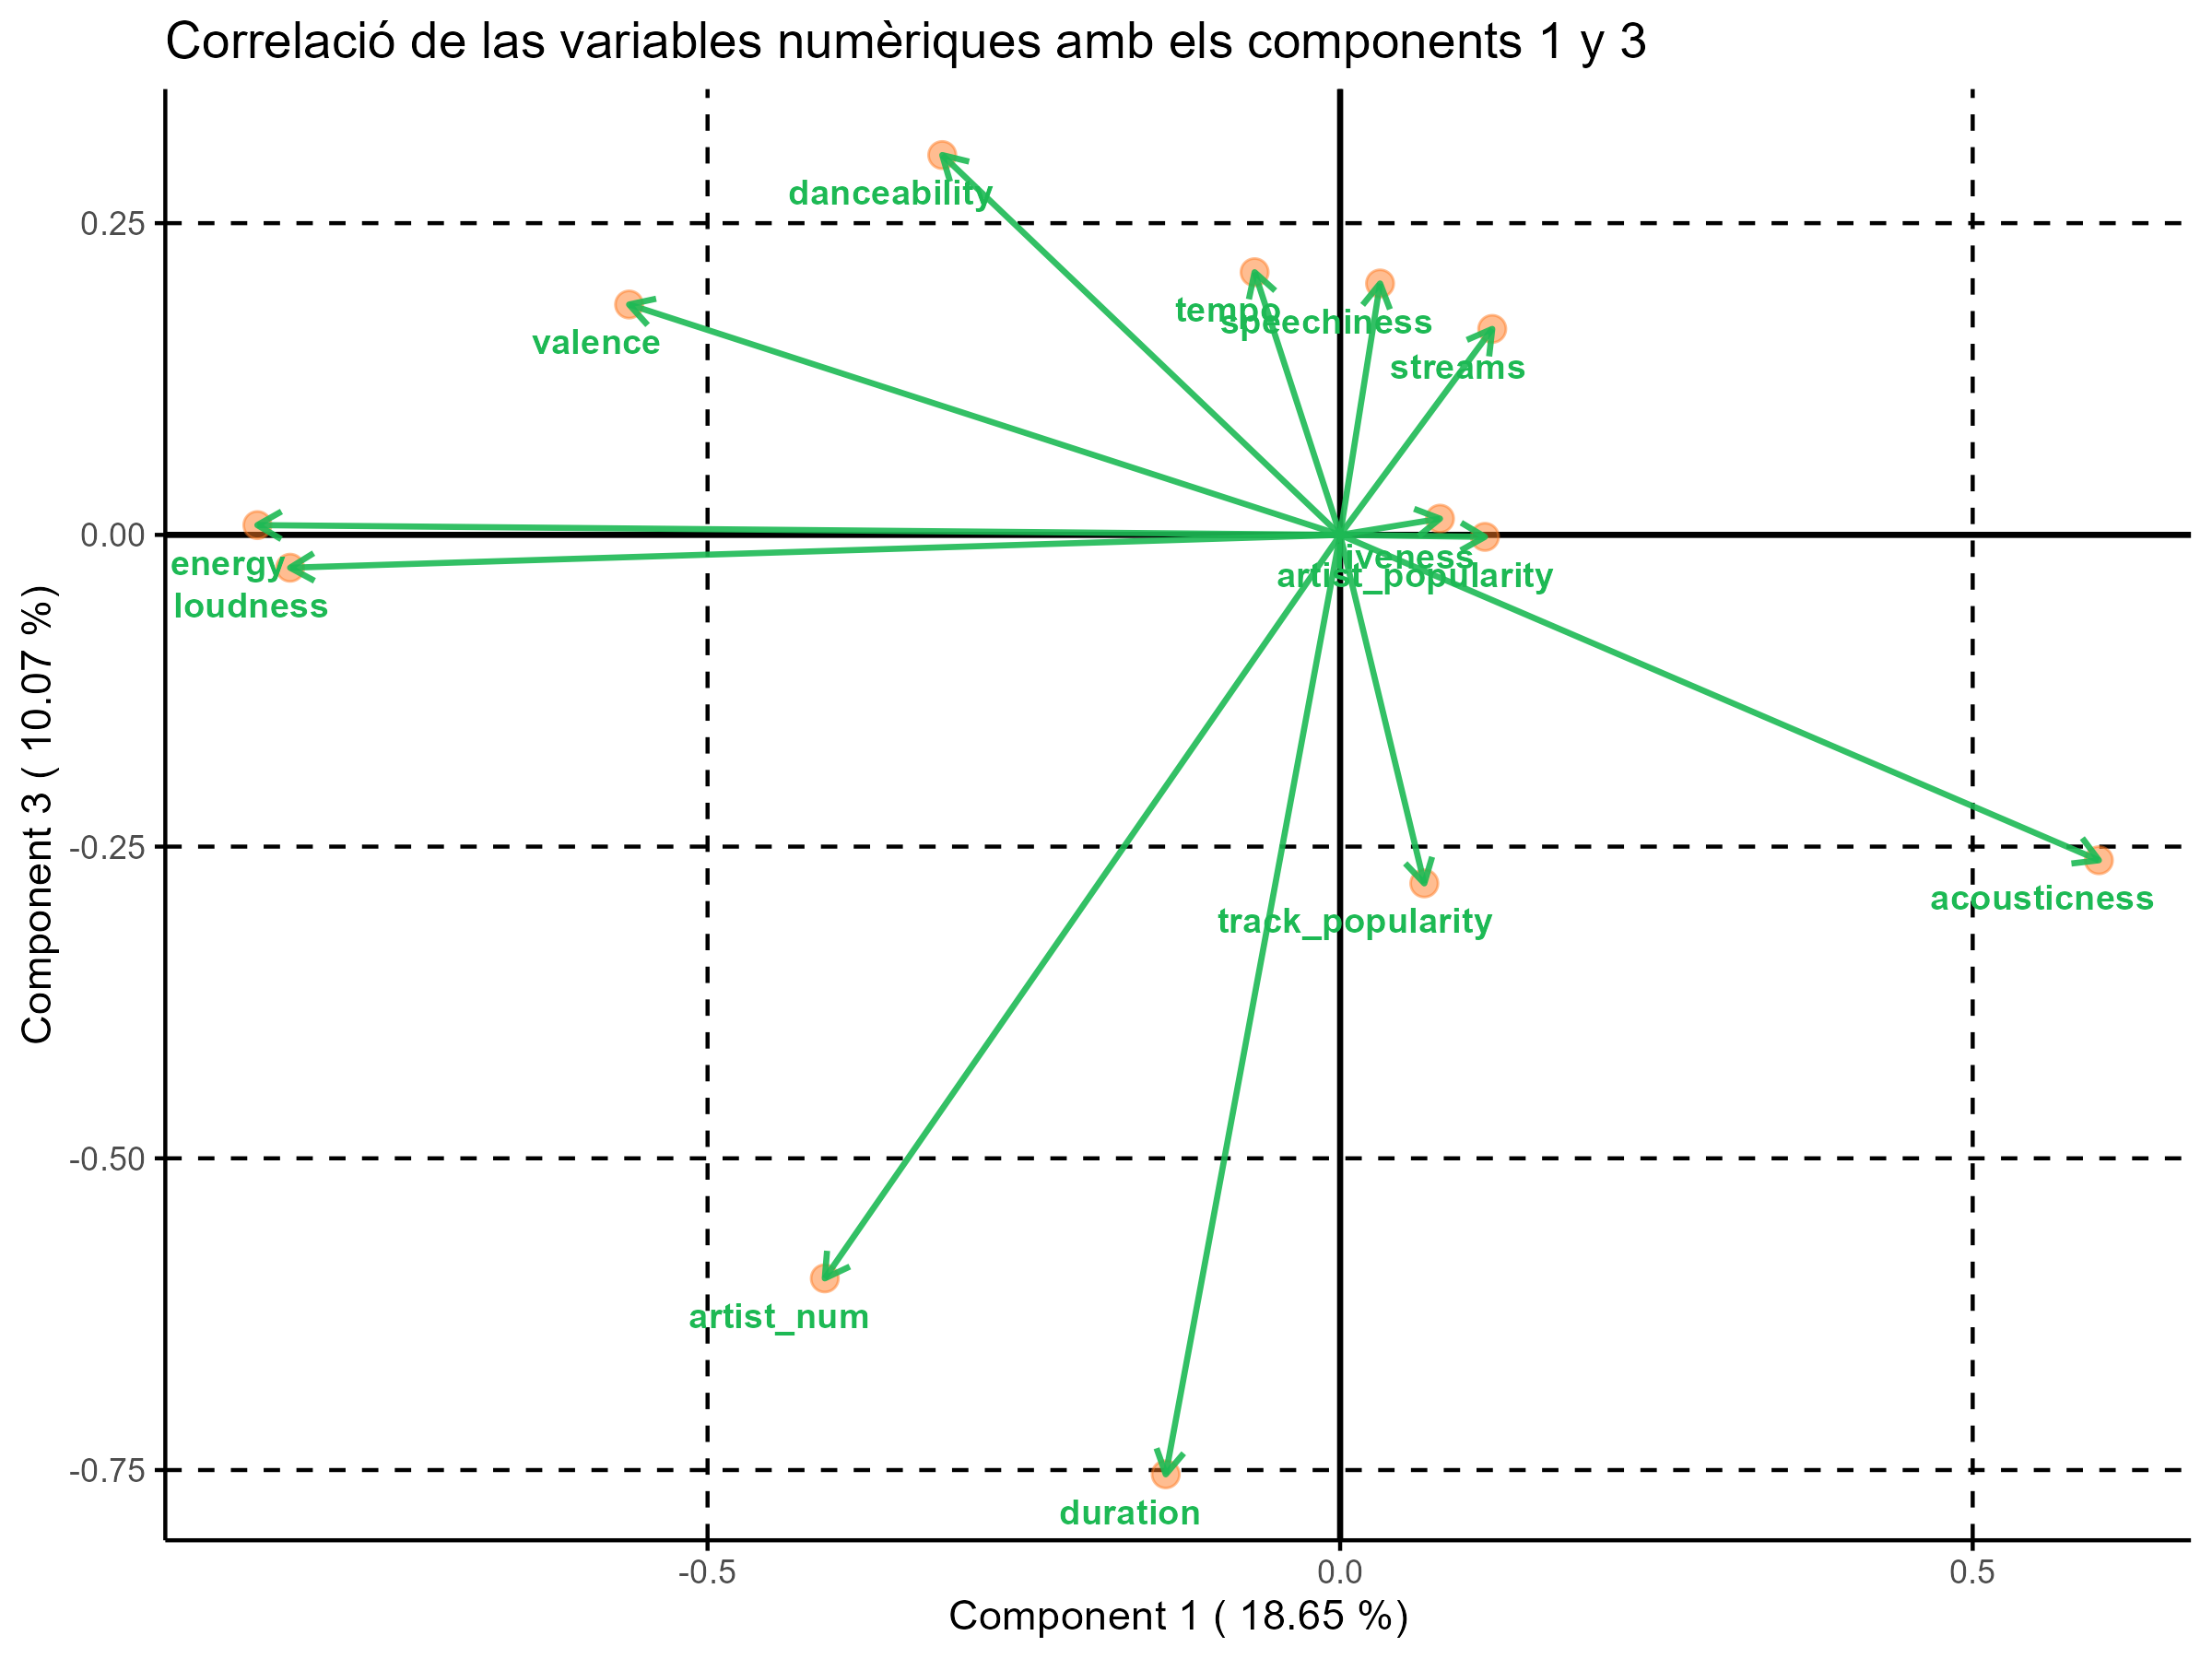 Correlació de las variables numèriques amb els components 1 y 3
danceability
0.25
tempo
speechiness
valence
streams
0.00
energy
liveness
artist_popularity
loudness
Component 3 ( 10.07 %)
-0.25
acousticness
track_popularity
-0.50
artist_num
-0.75
duration
-0.5
0.0
0.5
Component 1 ( 18.65 %)